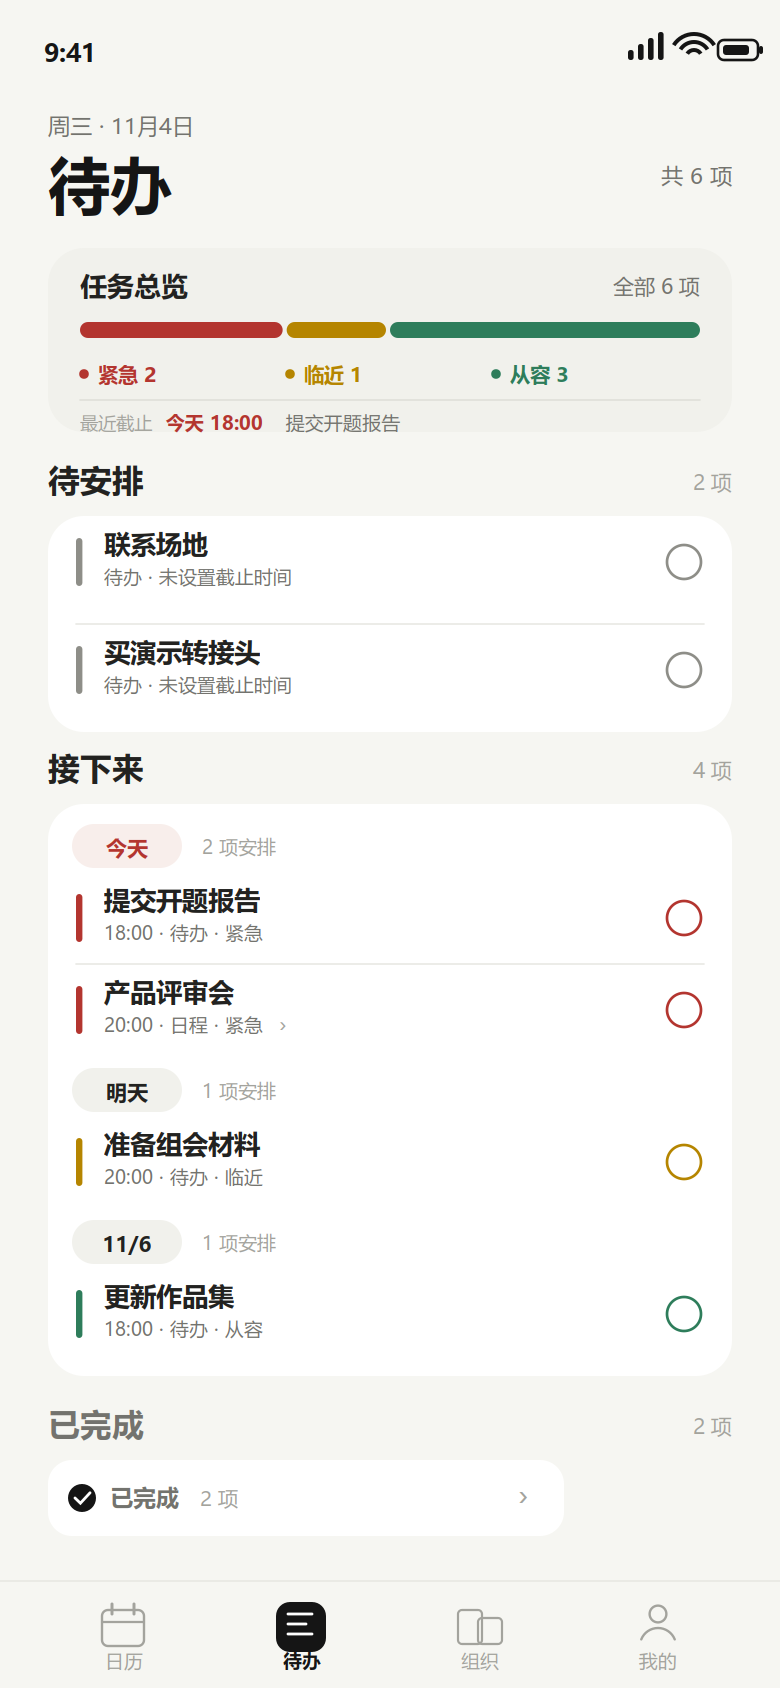 9:41
周三 · 11月4日
待办
共 6 项
任务总览
全部 6 项
紧急 2
临近 1
从容 3
最近截止 今天 18:00 提交开题报告
待安排
2 项
联系场地
待办 · 未设置截止时间
买演示转接头
待办 · 未设置截止时间
接下来
4 项
今天
2 项安排
提交开题报告
18:00 · 待办 · 紧急
产品评审会
20:00 · 日程 · 紧急 ›
明天
1 项安排
准备组会材料
20:00 · 待办 · 临近
11/6
1 项安排
更新作品集
18:00 · 待办 · 从容
已完成
2 项
已完成 2 项 ›
日历
待办
组织
我的